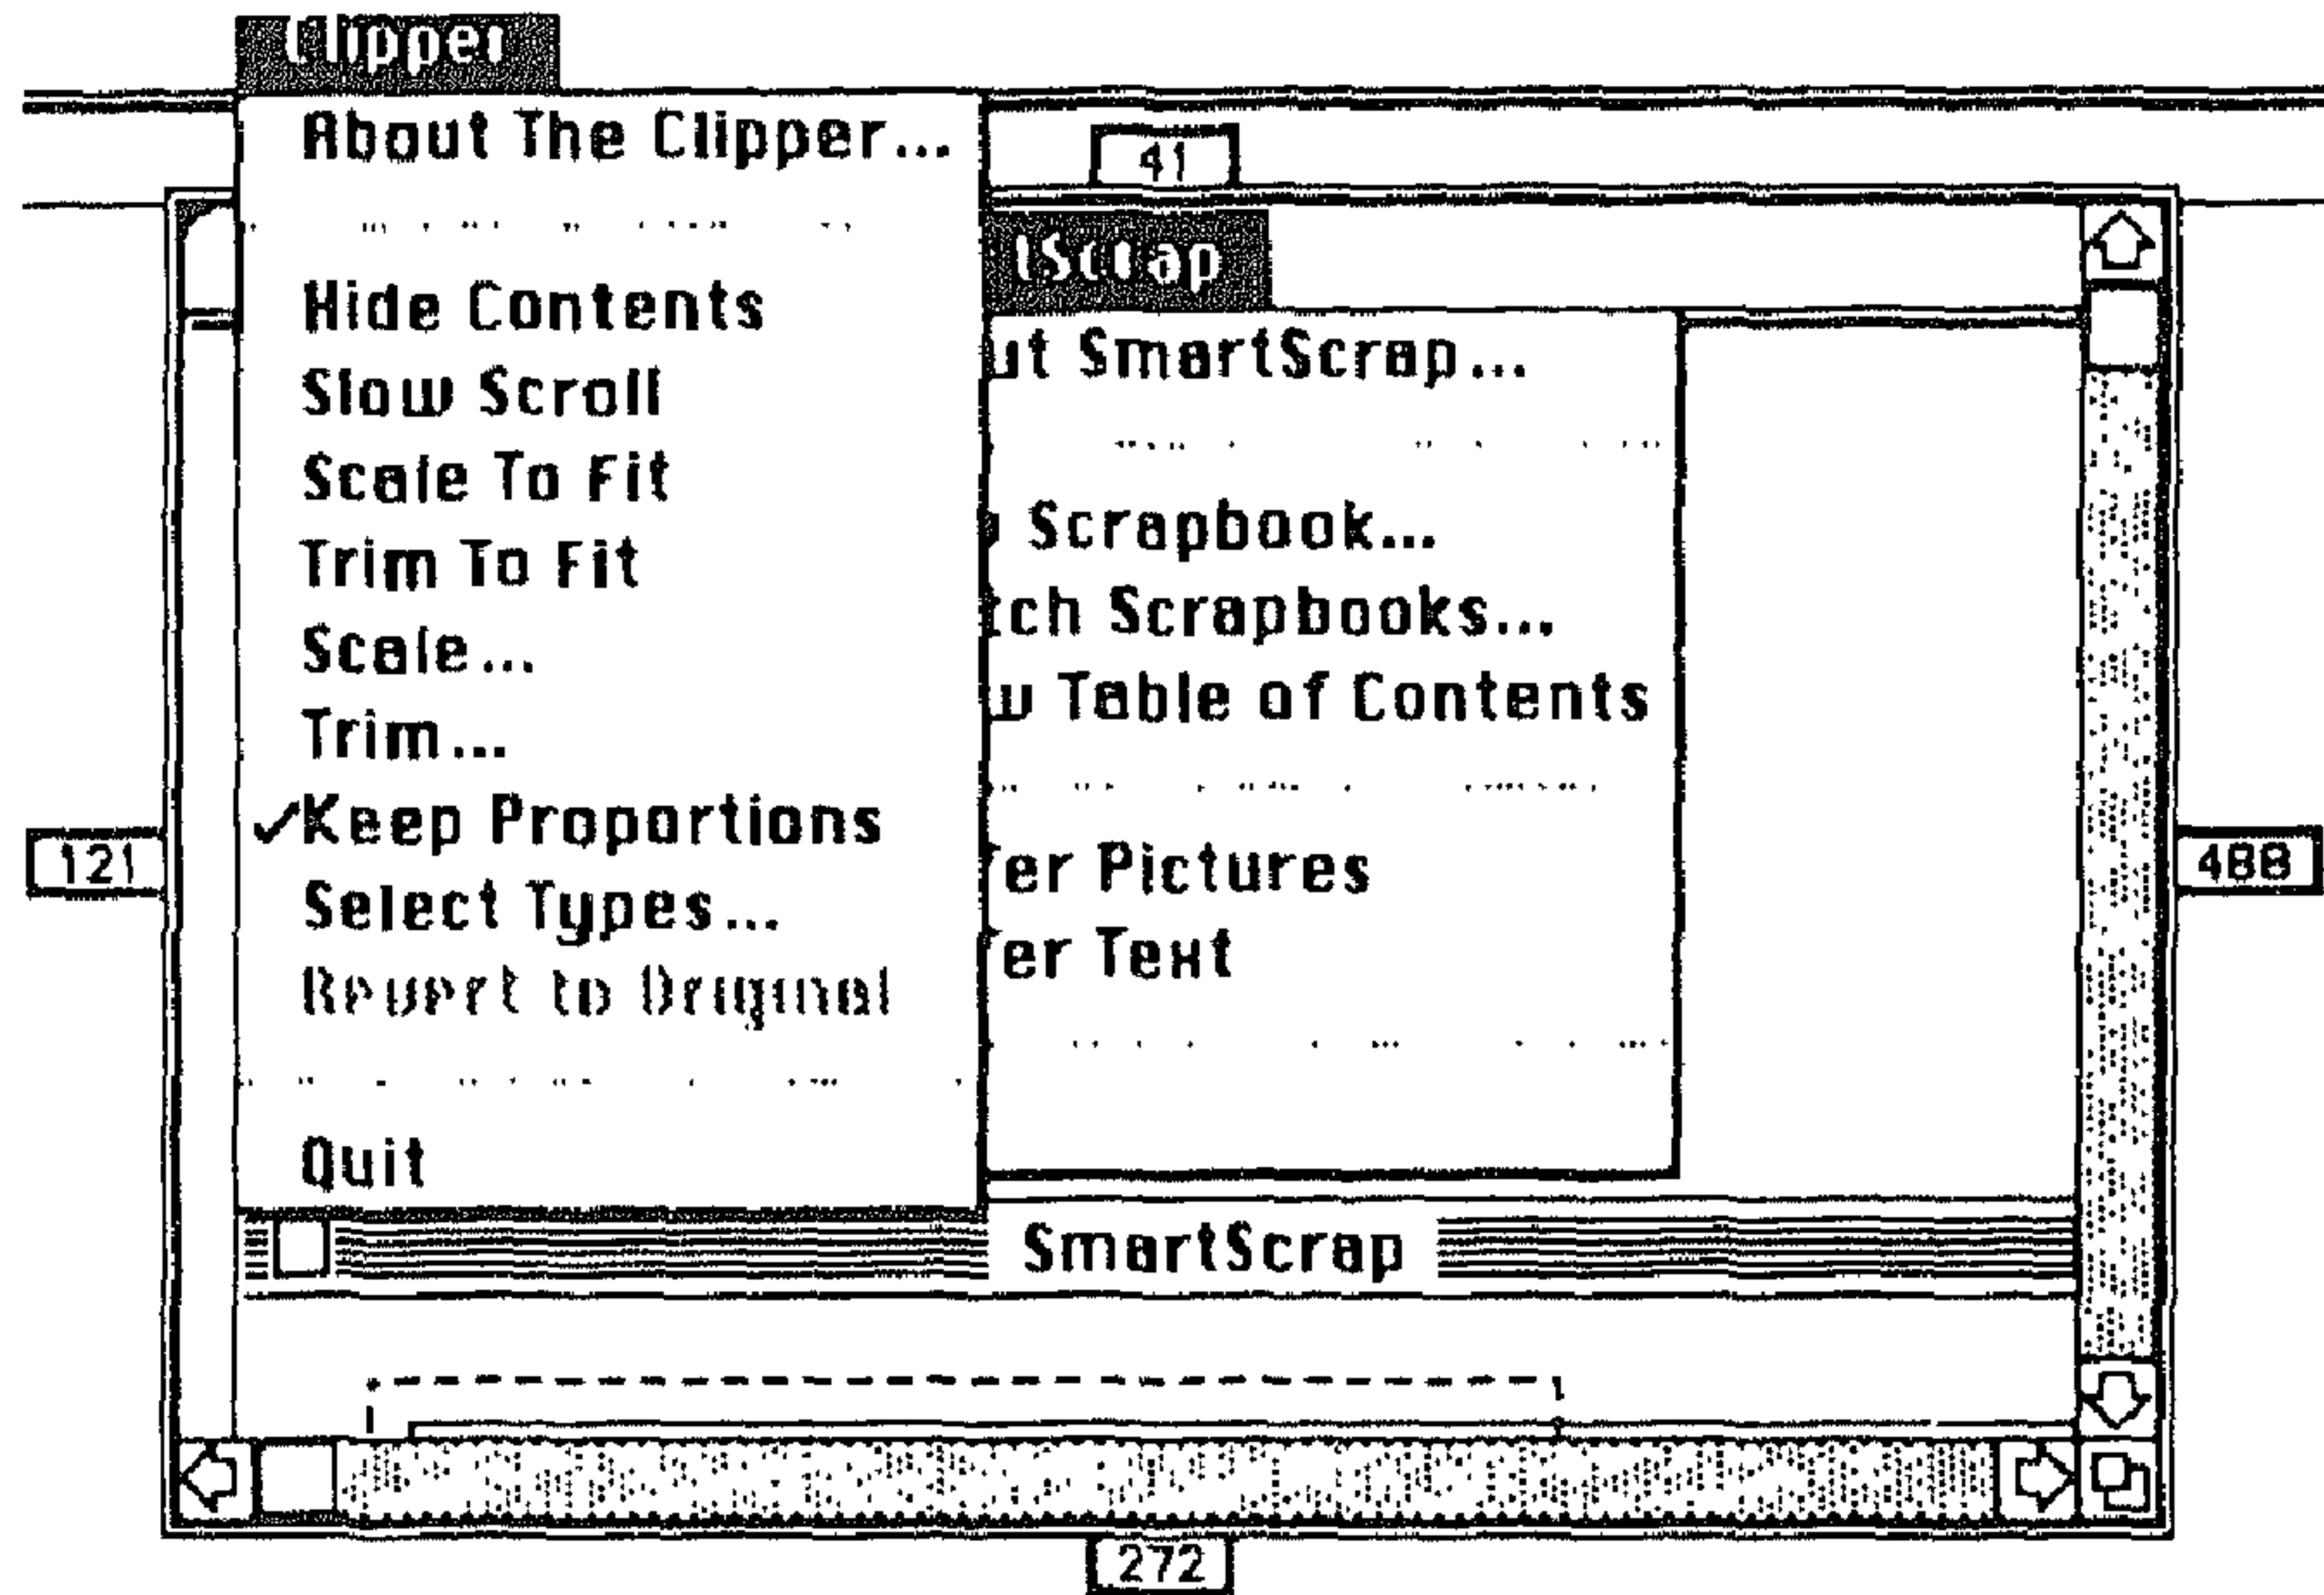 Clipper
About The Clipper...
41
tScrap
Hide Contents
ut SmartScrap...
Slow Scroll
Scale To Fit
Scrapbook...
Trim To Fit
tch Scrapbooks...
Scale...
w Table of Contents
Trim...
✓Keep Proportions
121
er Pictures
488
Select Types...
er Text
Revert to Original
Quit
SmartScrap
272